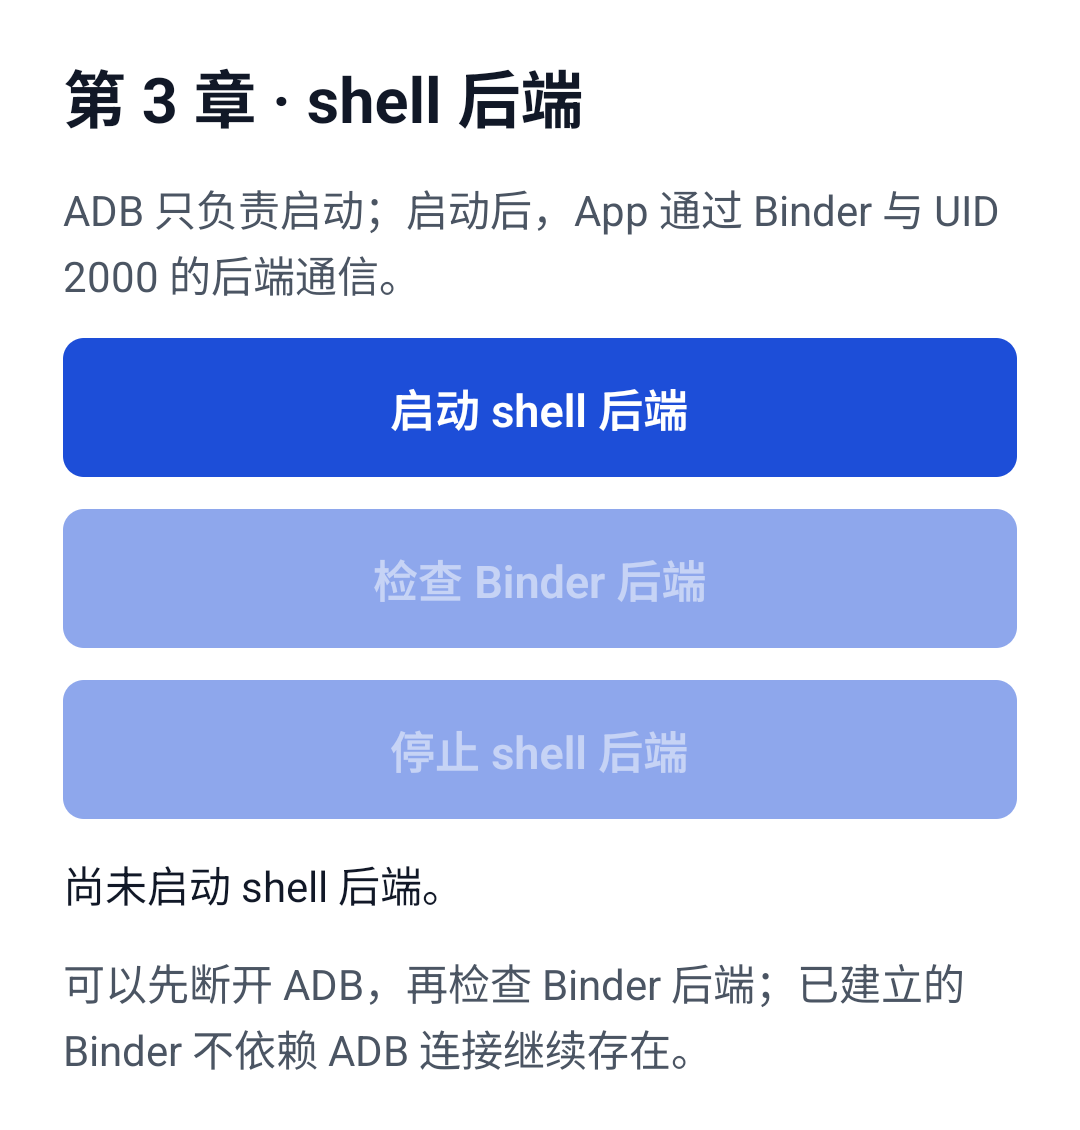 第 3 章 · shell 后端
ADB 只负责启动；启动后，App 通过 Binder 与 UID
2000 的后端通信。
启动 shell 后端
检查 Binder 后端
停止 shell 后端
尚未启动 shell 后端。
可以先断开 ADB，再检查 Binder 后端；已建立的
Binder 不依赖 ADB 连接继续存在。